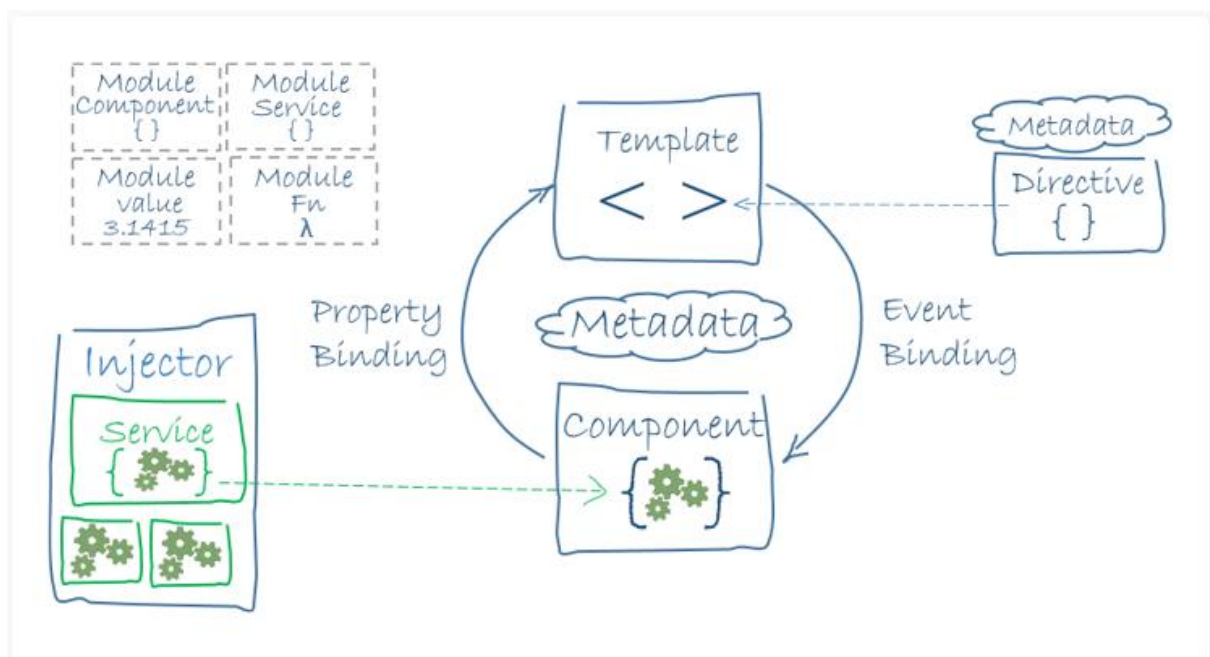 Module
Component
{ }
Module
Service
{ }
Module
value
3.1415
Module
Fn
λ
Template
< >
Metadata
Directive
{ }
Property
Binding
Metadata
Event
Binding
Injector
Service
{ }
Component
{ }